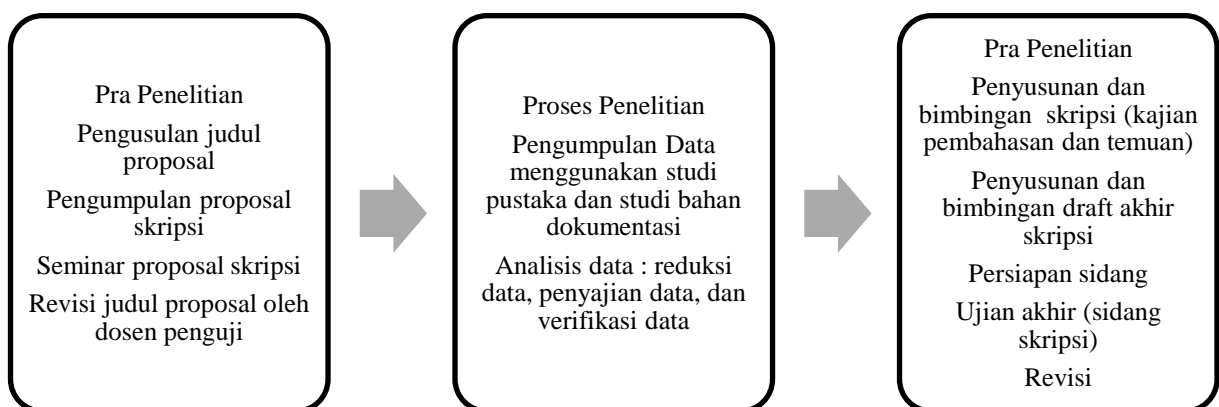 Pra Penelitian
Pengusulan judul
proposal
Pengumpulan proposal
skripsi
Seminar proposal skripsi
Revisi judul proposal oleh
dosen penguji
Proses Penelitian
Pengumpulan Data
menggunakan studi
pustaka dan studi bahan
dokumentasi
Analisis data : reduksi
data, penyajian data, dan
verifikasi data
Pra Penelitian
Penyusunan dan
bimbingan skripsi (kajian
pembahasan dan temuan)
Penyusunan dan
bimbingan draft akhir
skripsi
Persiapan sidang
Ujian akhir (sidang
skripsi)
Revisi